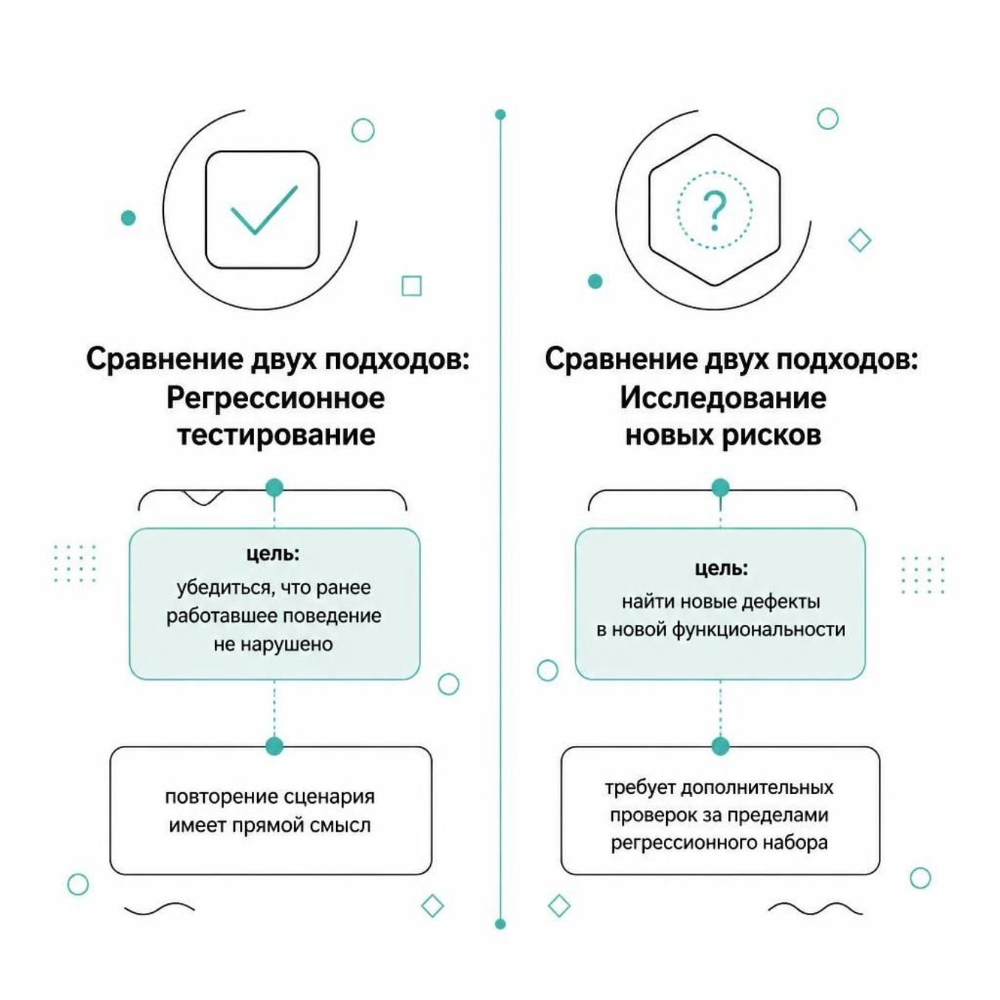 Сравнение двух подходов:
Регрессионное
тестирование
цель:
убедиться, что ранее
работавшее поведение
не нарушено
повторение сценария
имеет прямой смысл
Сравнение двух подходов:
Исследование
новых рисков
?
цель:
найти новые дефекты
в новой функциональности
требует дополнительных
проверок за пределами
регрессионного набора